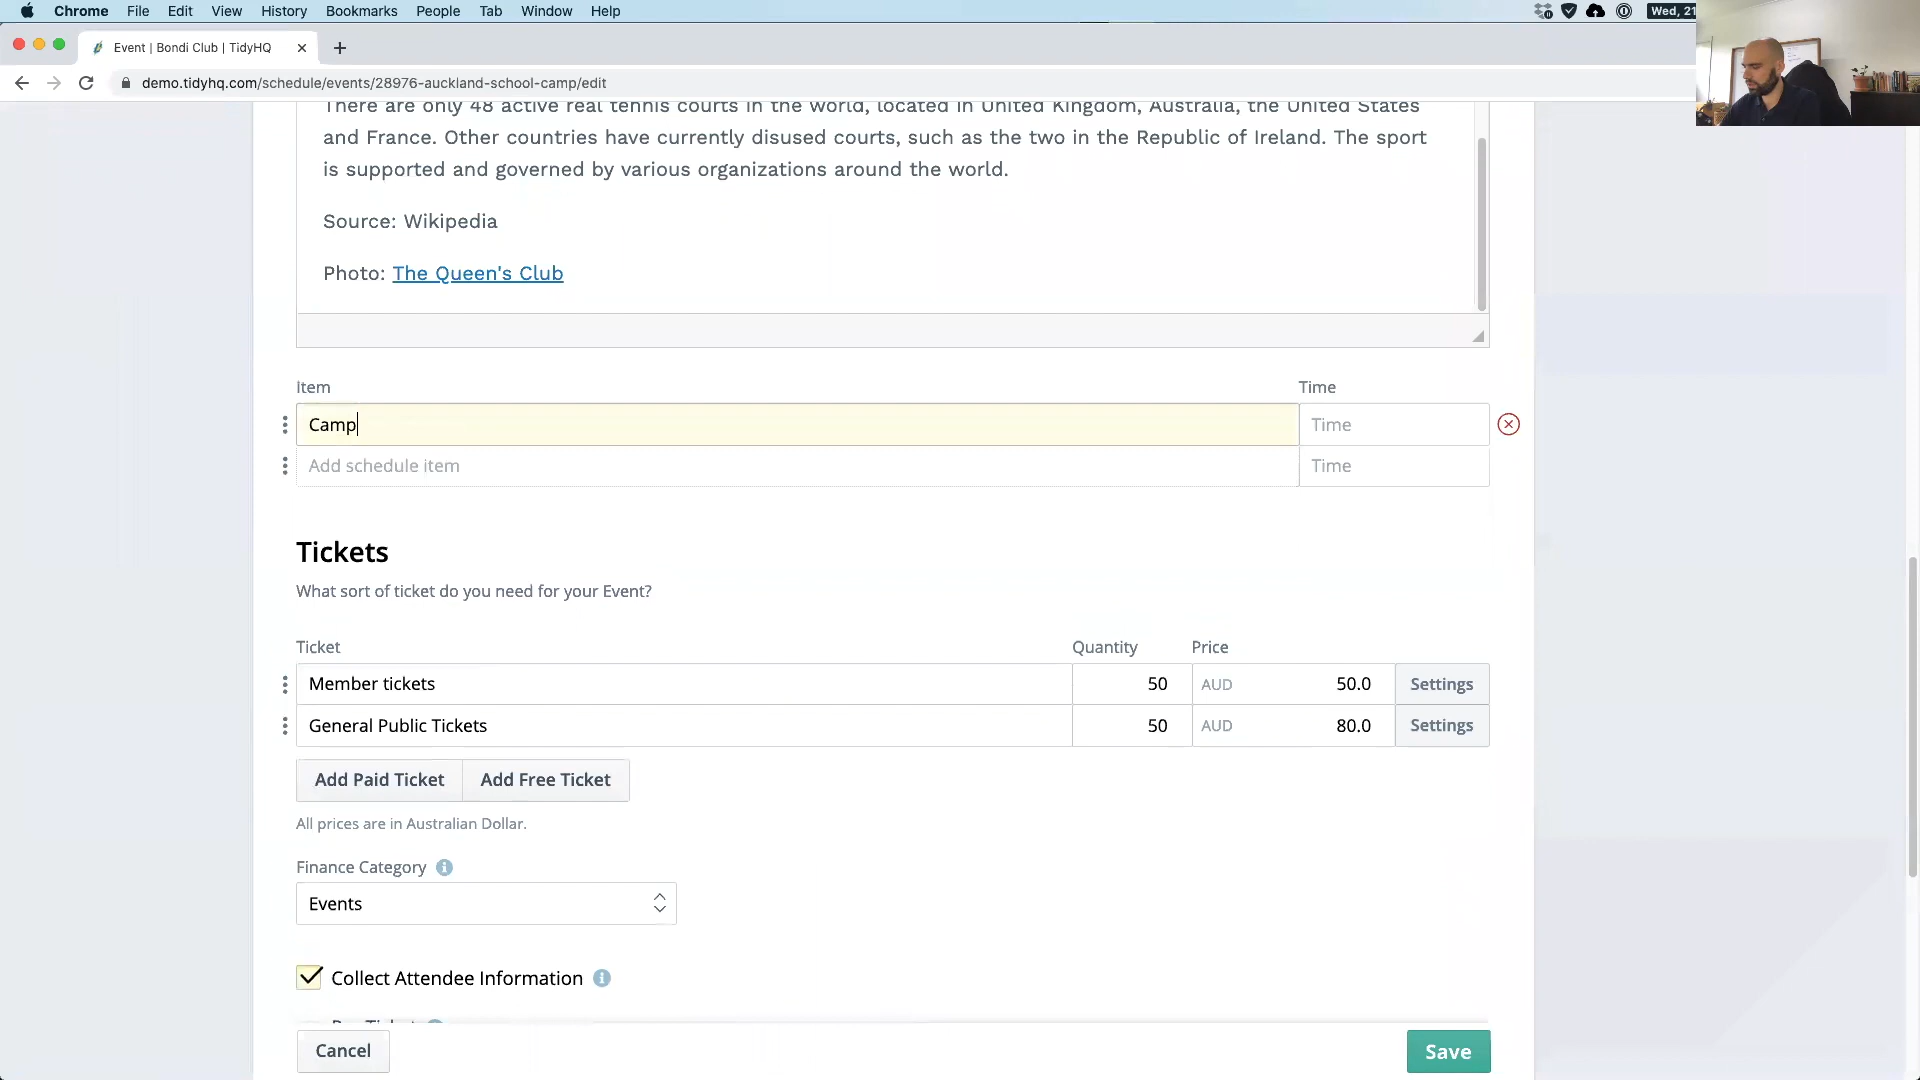 Chrome File Edit View History Bookmarks People Tab Window Help
Wed, 21
Event | Bondi Club | TidyHQ
demo.tidyhq.com/schedule/events/28976-auckland-school-camp/edit
There are only 48 active real tennis courts in the world, located in United Kingdom, Australia, the United States
and France. Other countries have currently disused courts, such as the two in the Republic of Ireland. The sport
is supported and governed by various organizations around the world.
Source: Wikipedia
Photo: The Queen's Club
Item Time
Camp Time
Add schedule item Time
Tickets
What sort of ticket do you need for your Event?
Ticket Quantity Price
Member tickets 50 AUD 50.0 Settings
General Public Tickets 50 AUD 80.0 Settings
Add Paid Ticket Add Free Ticket
All prices are in Australian Dollar.
Finance Category
Events
Collect Attendee Information
Cancel Save